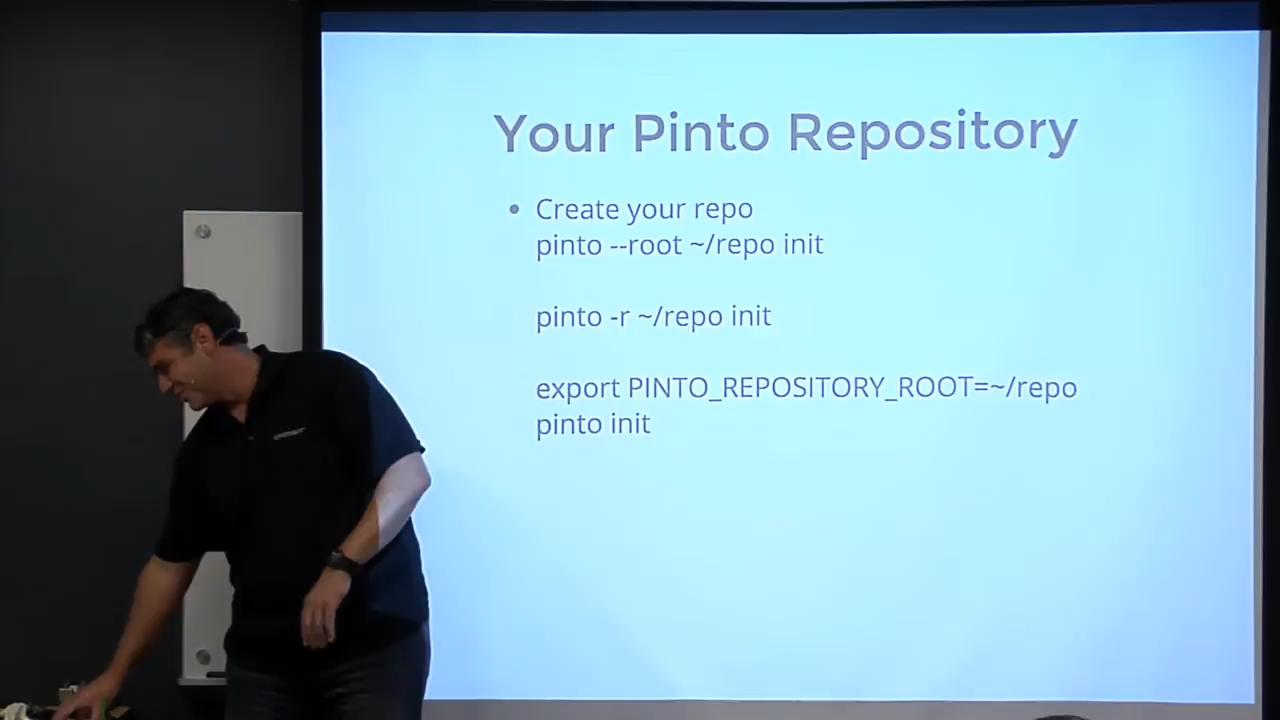 Your Pinto Repository
• Create your repo
pinto --root ~/repo init
pinto -r ~/repo init
export PINTO_REPOSITORY_ROOT=~/repo
pinto init